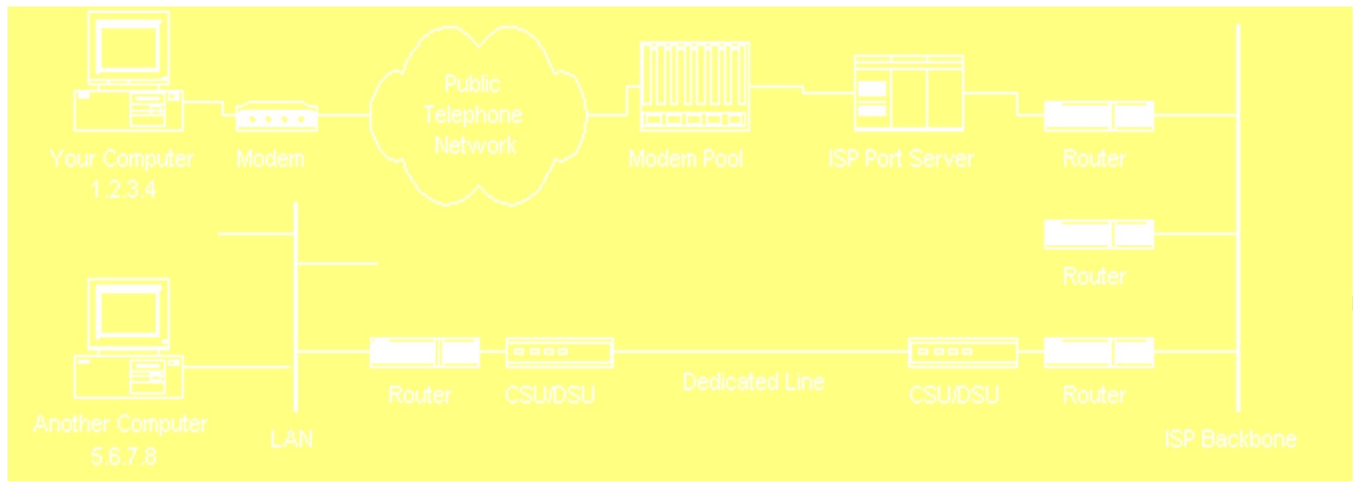 Public
Telephone
Network
Your Computer
1.2.3.4
Modem
Modem Pool
ISP Port Server
Router
Router
Another Computer
5.6.7.8
LAN
Router
CSU/DSU
Dedicated Line
CSU/DSU
Router
ISP Backbone